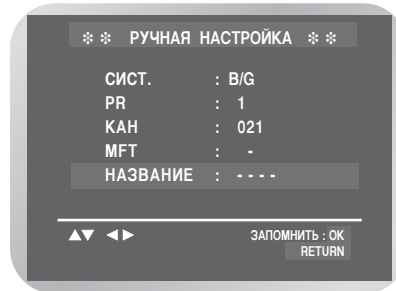 ❇ ❇ РУЧНАЯ НАСТРОЙКА ❇ ❇
СИСТ. : B/G
PR : 1
КАН : 021
MFT : -
НАЗВАНИЕ : - - - -
▲▼ ◄► ЗАПОМНИТЬ : OK
RETURN